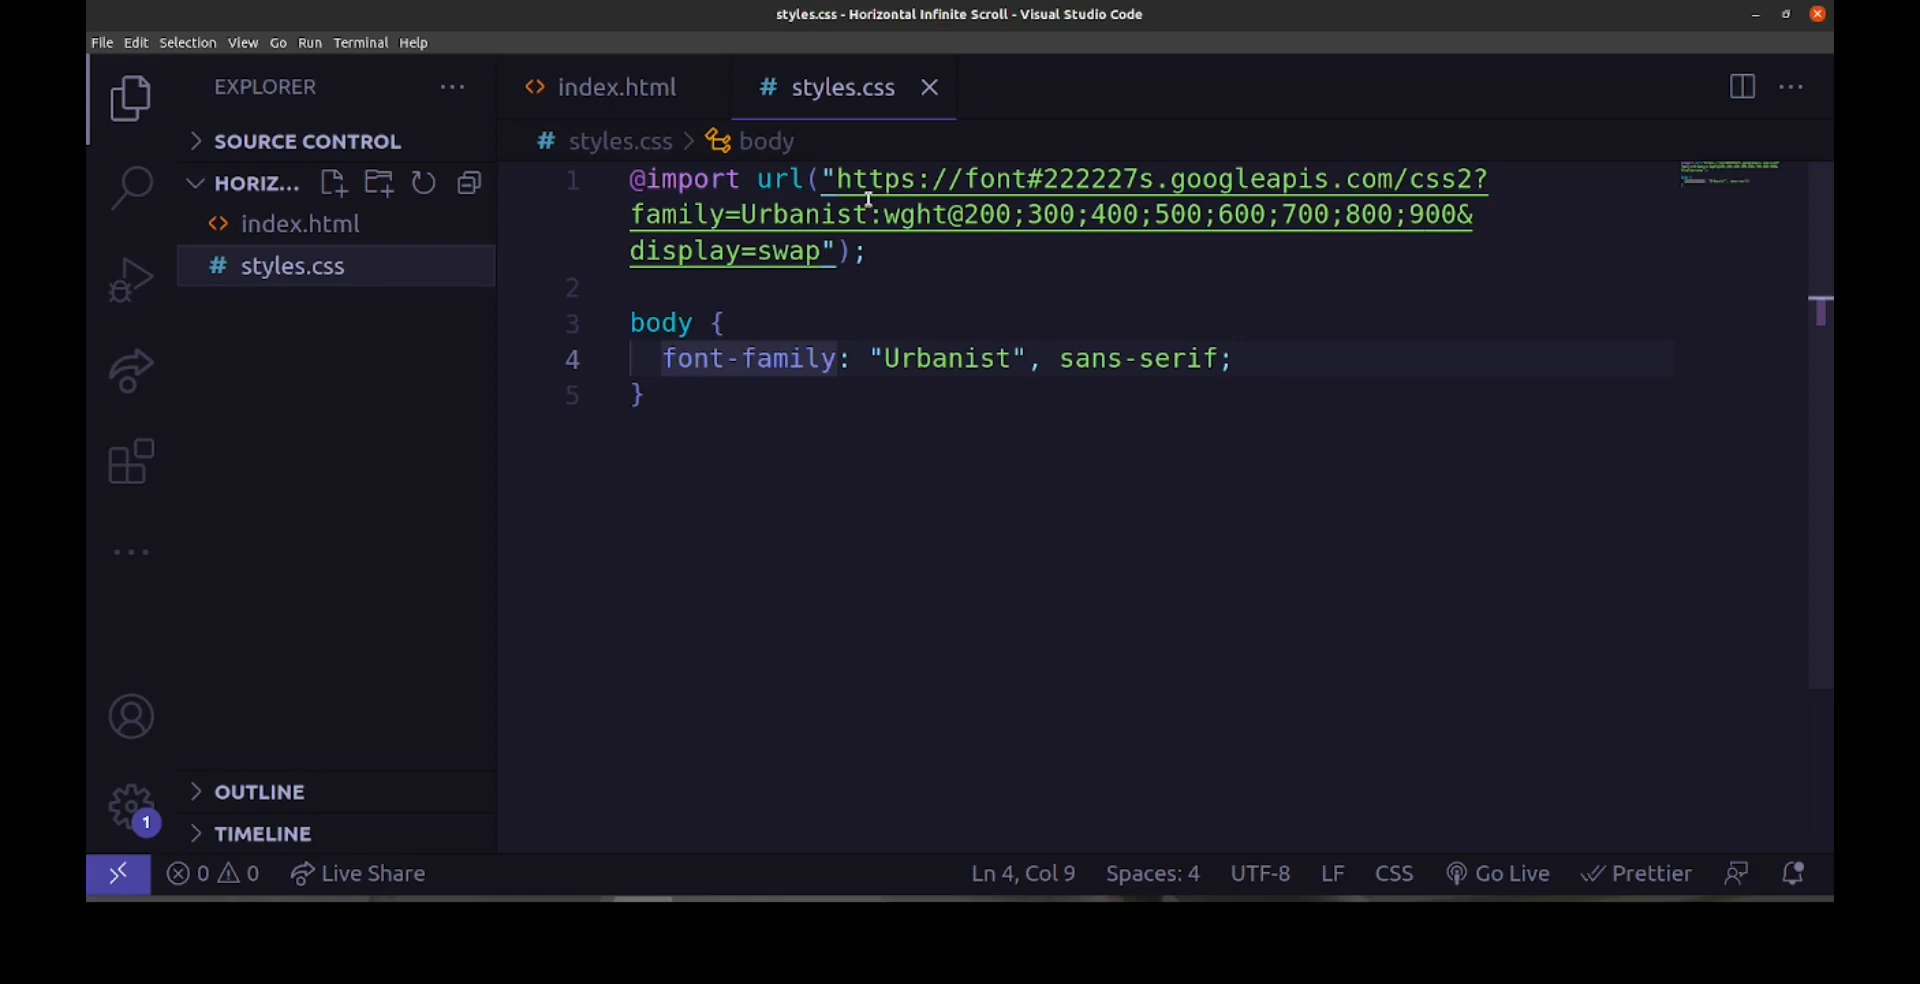 styles.css - Horizontal Infinite Scroll - Visual Studio Code
File Edit Selection View Go Run Terminal Help
EXPLORER
index.html
# styles.css
SOURCE CONTROL
# styles.css > body
HORIZ...
index.html
# styles.css
1 @import url("https://font#222227s.googleapis.com/css2?
family=Urbanist:wght@200;300;400;500;600;700;800;900&
display=swap");
2
3 body {
4 font-family: "Urbanist", sans-serif;
5 }
OUTLINE
TIMELINE
1
0 0 Live Share Ln 4, Col 9 Spaces: 4 UTF-8 LF CSS Go Live Prettier